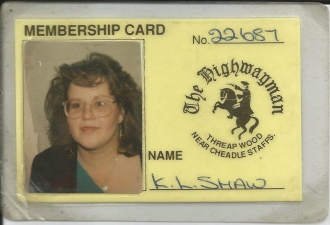 MEMBERSHIP CARD
No. 22687
The Highwayman
THREAP WOOD
NEAR CHEADLE STAFFS.
NAME
K. L. SHAW